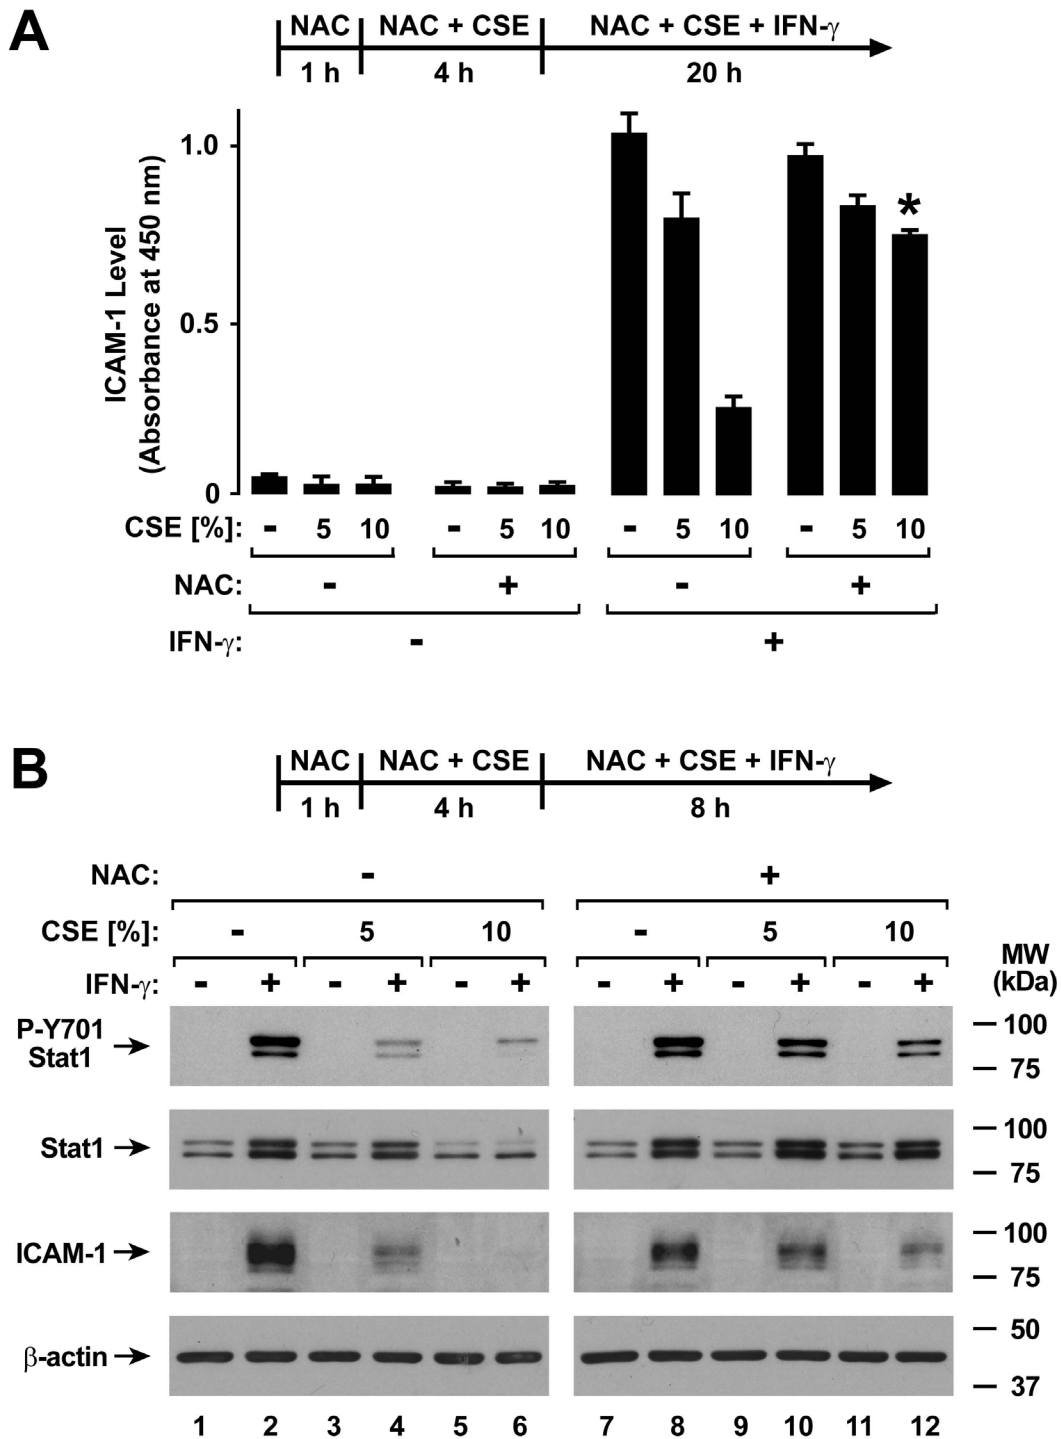 A
NAC NAC + CSE NAC + CSE + IFN-γ
1 h 4 h 20 h
ICAM-1 Level
(Absorbance at 450 nm)
1.0
0.5
0
*
CSE [%]: - 5 10 - 5 10 - 5 10 - 5 10
NAC: - + - +
IFN-γ: - +
B
NAC NAC + CSE NAC + CSE + IFN-γ
1 h 4 h 8 h
NAC: - +
CSE [%]: - 5 10 - 5 10
MW
(kDa)
IFN-γ: - + - + - + - + - + - +
P-Y701
Stat1
100
75
Stat1
100
75
ICAM-1
100
75
β-actin
50
37
1 2 3 4 5 6 7 8 9 10 11 12